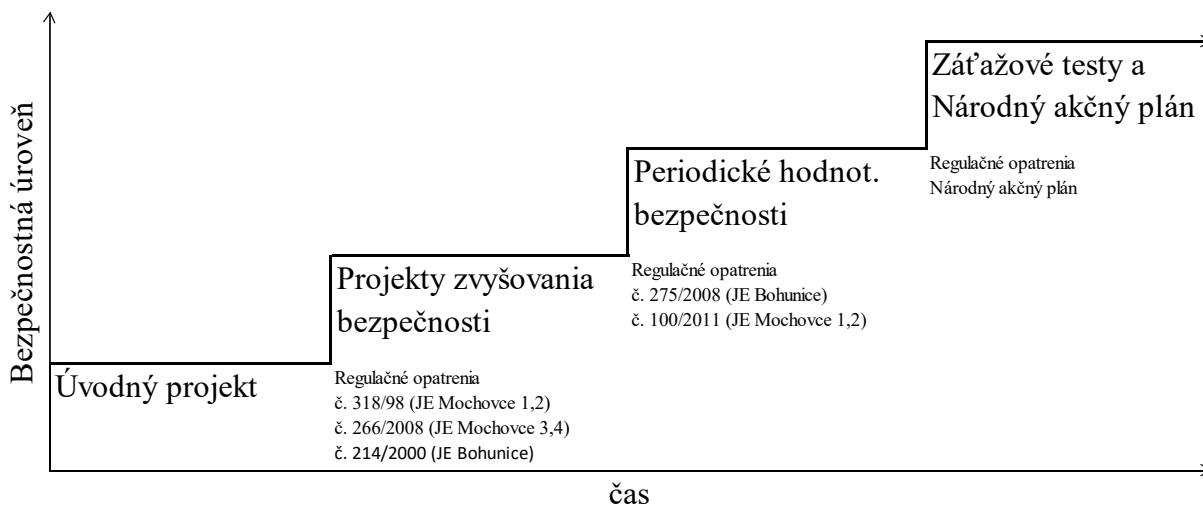 Bezpečnostná úroveň
Úvodný projekt
Projekty zvyšovania
bezpečnosti
Regulačné opatrenia
č. 318/98 (JE Mochovce 1,2)
č. 266/2008 (JE Mochovce 3,4)
č. 214/2000 (JE Bohunice)
Periodické hodnot.
bezpečnosti
Regulačné opatrenia
č. 275/2008 (JE Bohunice)
č. 100/2011 (JE Mochovce 1,2)
Záťažové testy a
Národný akčný plán
Regulačné opatrenia
Národný akčný plán
čas